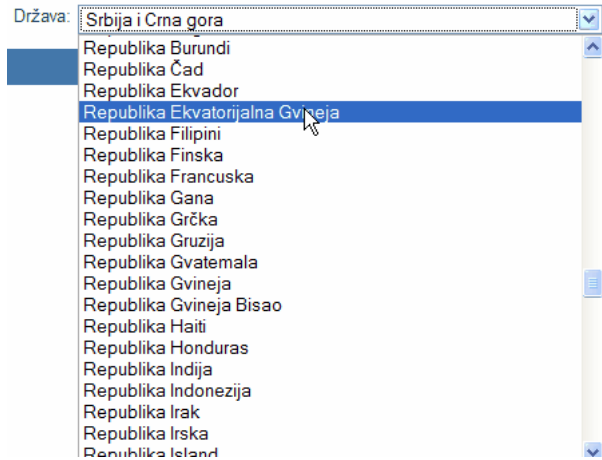 Država: Srbija i Crna gora
Republika Burundi
Republika Čad
Republika Ekvador
Republika Ekvatorijalna Gvineja
Republika Filipini
Republika Finska
Republika Francuska
Republika Gana
Republika Grčka
Republika Gruzija
Republika Gvatemala
Republika Gvineja
Republika Gvineja Bisao
Republika Haiti
Republika Honduras
Republika Indija
Republika Indonezija
Republika Irak
Republika Irska
Republika Island